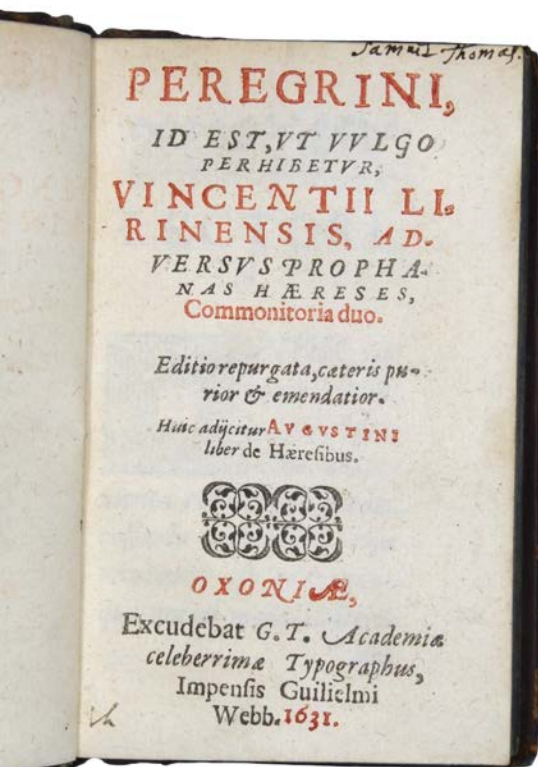 Samuel Thomas.
PEREGRINI,
ID EST, VT VVLGO
PERHIBETVR,
VINCENTII LI-
RINENSIS, AD-
VERSVS PROPHA-
NAS HÆRESES,
Commonitoria duo.
Editio repurgata, cæteris pu-
rior & emendatior.
Huic adijcitur AVGVSTINI
liber de Hæresibus.
OXONIÆ,
Excudebat G. T. Academiæ
celeberrimæ Typographus,
Impensis Guilielmi
Webb. 1631.